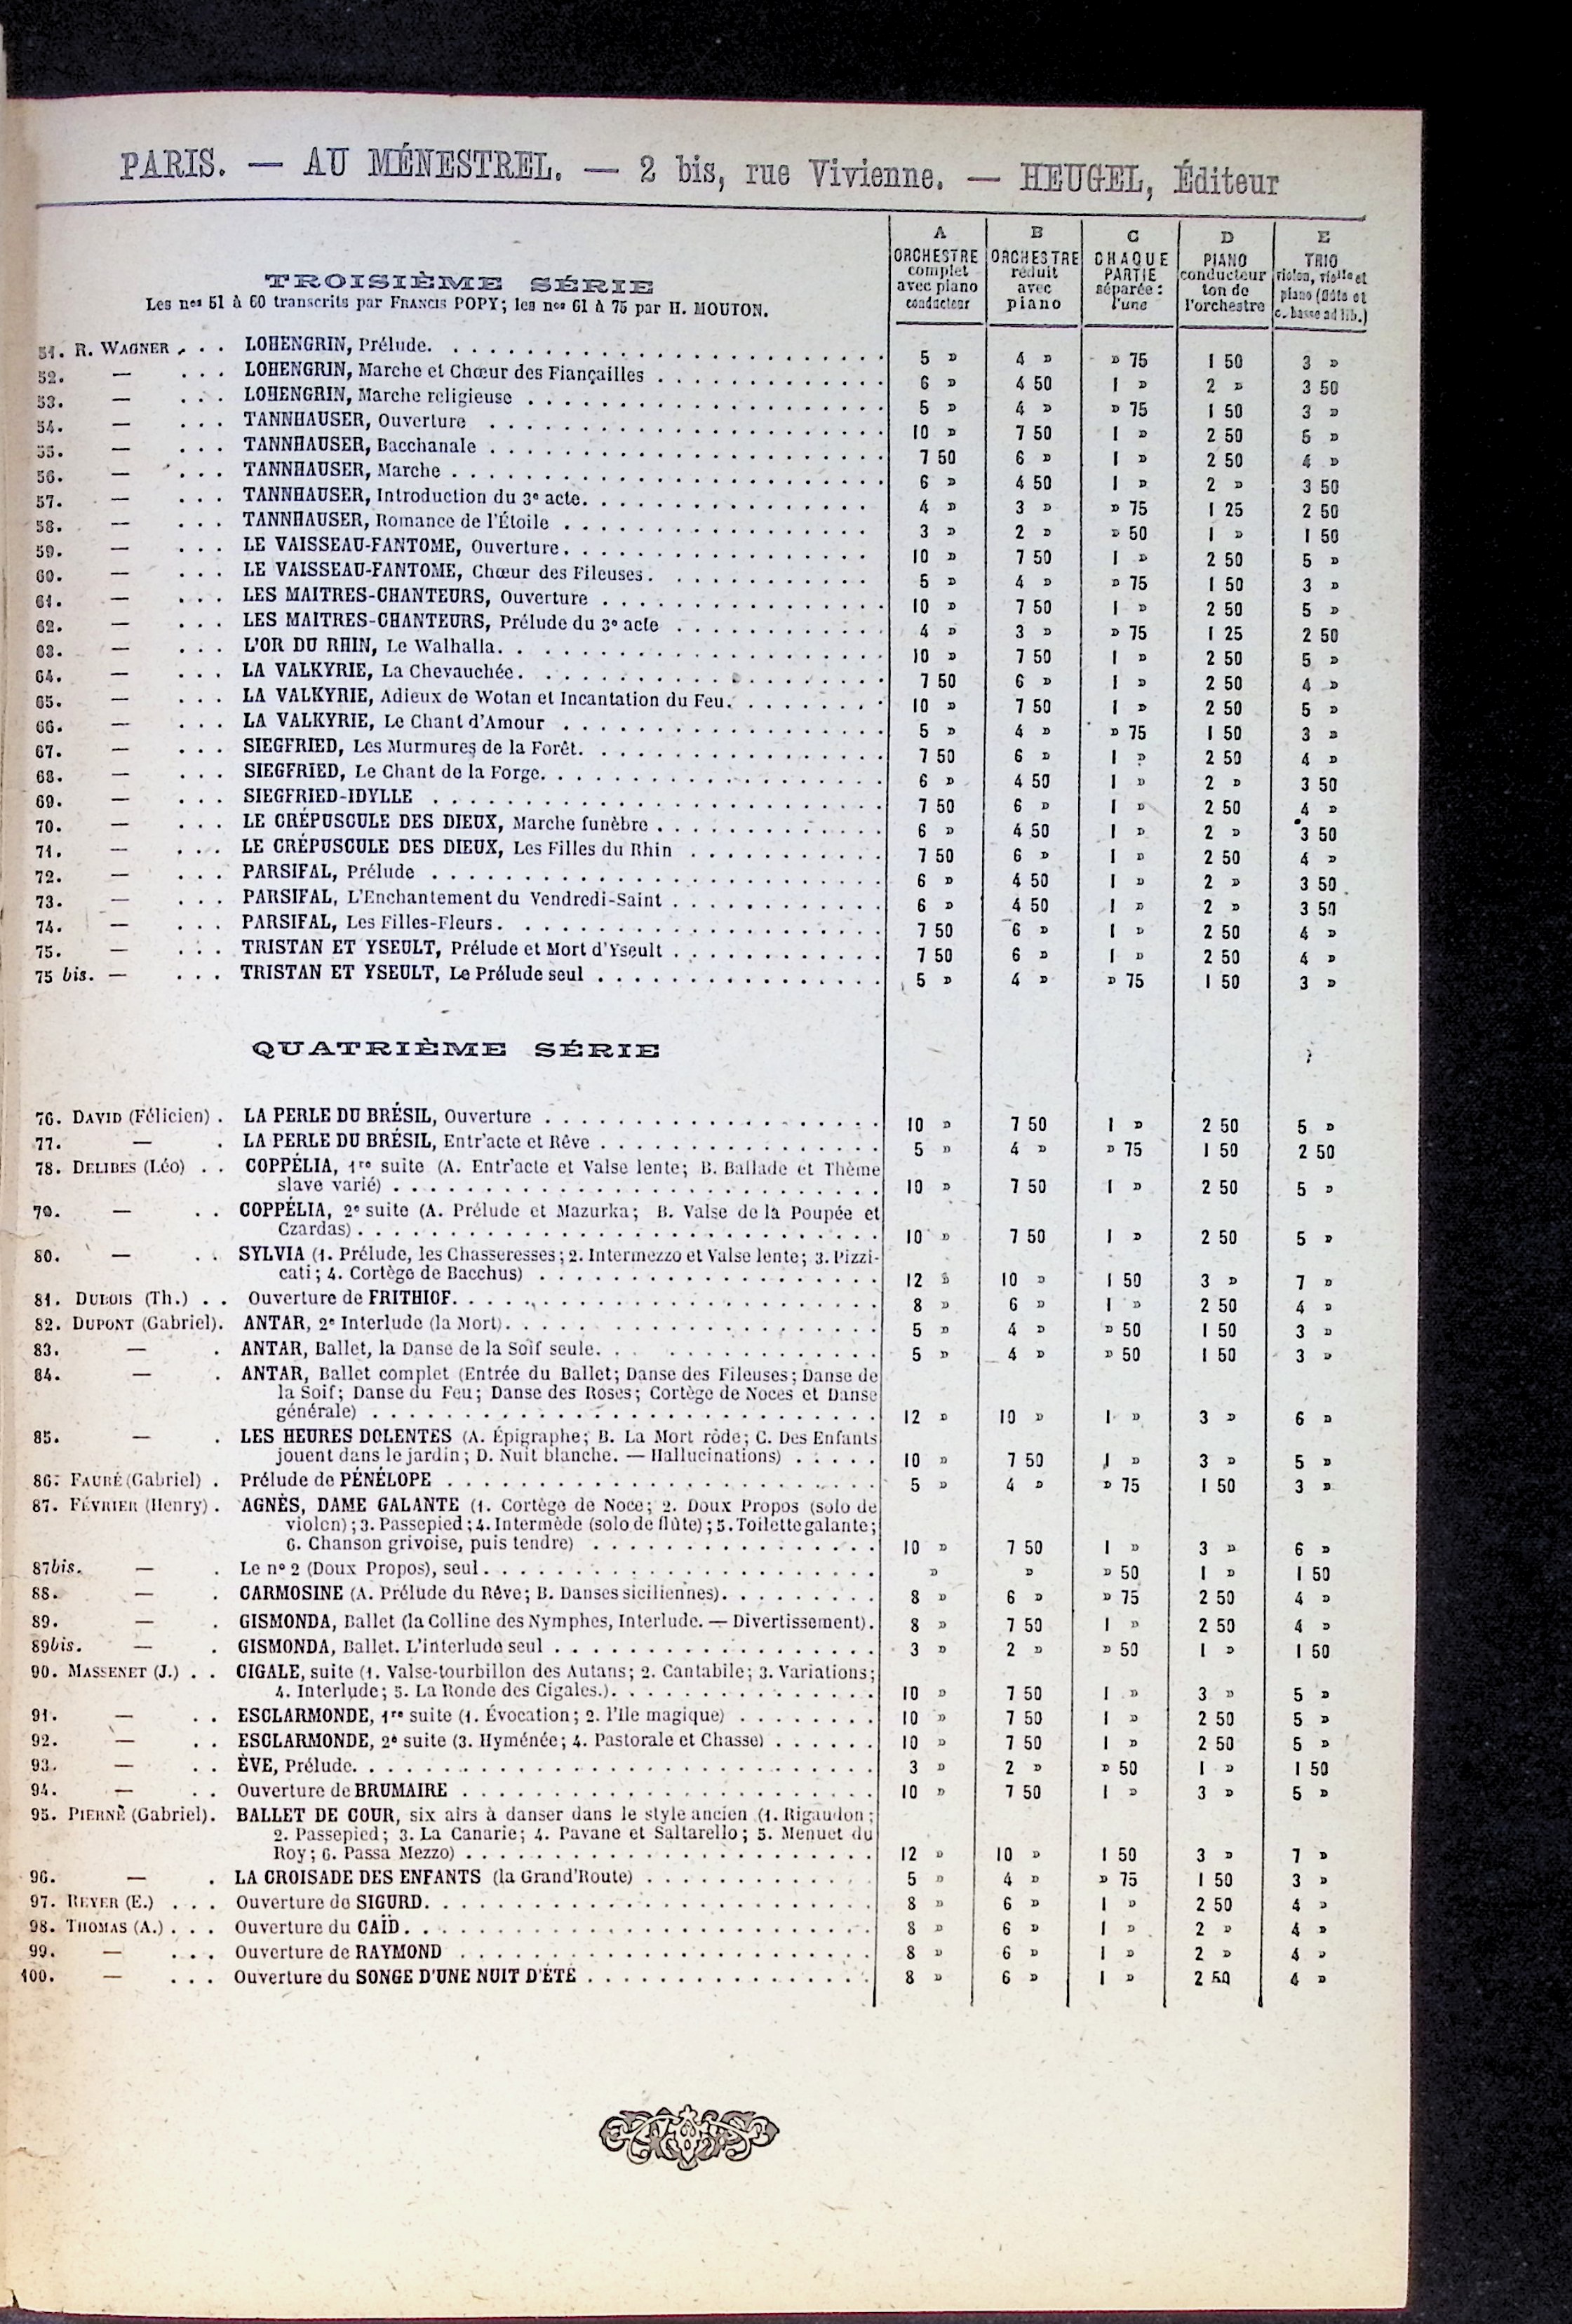 PARIS. — AU MÉNESTREL. — 2 bis, rue Vivienne. — HEUGEL, Éditeur
TROISIÈME SÉRIE
Les nos 51 à 60 transcrits par FRANCIS POPY; les nos 61 à 75 par H. MOUTON.
A ORCHESTRE complet avec piano conducteur
B ORCHESTRE réduit avec piano
C CHAQUE PARTIE séparée : l'une
D PIANO conducteur ton de l'orchestre
E TRIO violon, violle et piano (flûte et c. basse ad lib.)
51. R. WAGNER . . . LOHENGRIN, Prélude. 5 » 4 » » 75 1 50 3 »
52. — . . . LOHENGRIN, Marche et Chœur des Fiançailles 6 » 4 50 1 » 2 » 3 50
53. — . . . LOHENGRIN, Marche religieuse 5 » 4 » » 75 1 50 3 »
54. — . . . TANNHAUSER, Ouverture 10 » 7 50 1 » 2 50 5 »
55. — . . . TANNHAUSER, Bacchanale 7 50 6 » 1 » 2 50 4 »
56. — . . . TANNHAUSER, Marche 6 » 4 50 1 » 2 » 3 50
57. — . . . TANNHAUSER, Introduction du 3e acte. 4 » 3 » » 75 1 25 2 50
58. — . . . TANNHAUSER, Romance de l'Étoile 3 » 2 » » 50 1 » 1 50
59. — . . . LE VAISSEAU-FANTOME, Ouverture. 10 » 7 50 1 » 2 50 5 »
60. — . . . LE VAISSEAU-FANTOME, Chœur des Fileuses. 5 » 4 » » 75 1 50 3 »
61. — . . . LES MAITRES-CHANTEURS, Ouverture 10 » 7 50 1 » 2 50 5 »
62. — . . . LES MAITRES-CHANTEURS, Prélude du 3e acte 4 » 3 » » 75 1 25 2 50
63. — . . . L'OR DU RHIN, Le Walhalla. 10 » 7 50 1 » 2 50 5 »
64. — . . . LA VALKYRIE, La Chevauchée. 7 50 6 » 1 » 2 50 4 »
65. — . . . LA VALKYRIE, Adieux de Wotan et Incantation du Feu. 10 » 7 50 1 » 2 50 5 »
66. — . . . LA VALKYRIE, Le Chant d'Amour 5 » 4 » » 75 1 50 3 »
67. — . . . SIEGFRIED, Les Murmures de la Forêt. 7 50 6 » 1 » 2 50 4 »
68. — . . . SIEGFRIED, Le Chant de la Forge. 6 » 4 50 1 » 2 » 3 50
69. — . . . SIEGFRIED-IDYLLE 7 50 6 » 1 » 2 50 4 »
70. — . . . LE CRÉPUSCULE DES DIEUX, Marche funèbre 6 » 4 50 1 » 2 » 3 50
71. — . . . LE CRÉPUSCULE DES DIEUX, Les Filles du Rhin 7 50 6 » 1 » 2 50 4 »
72. — . . . PARSIFAL, Prélude 6 » 4 50 1 » 2 » 3 50
73. — . . . PARSIFAL, L'Enchantement du Vendredi-Saint 6 » 4 50 1 » 2 » 3 50
74. — . . . PARSIFAL, Les Filles-Fleurs. 7 50 6 » 1 » 2 50 4 »
75. — . . . TRISTAN ET YSEULT, Prélude et Mort d'Yseult 7 50 6 » 1 » 2 50 4 »
75 bis. — . . . TRISTAN ET YSEULT, Le Prélude seul 5 » 4 » » 75 1 50 3 »
QUATRIÈME SÉRIE
76. DAVID (Félicien) . LA PERLE DU BRÉSIL, Ouverture 10 » 7 50 1 » 2 50 5 »
77. — . LA PERLE DU BRÉSIL, Entr'acte et Rêve 5 » 4 » » 75 1 50 2 50
78. DELIBES (Léo) . . COPPÉLIA, 1re suite (A. Entr'acte et Valse lente; B. Ballade et Thème
slave varié) 10 » 7 50 1 » 2 50 5 »
79. — . . COPPÉLIA, 2e suite (A. Prélude et Mazurka; B. Valse de la Poupée et
Czardas) 10 » 7 50 1 » 2 50 5 »
80. — . . SYLVIA (1. Prélude, les Chasseresses; 2. Intermezzo et Valse lente; 3. Pizzi-
cati; 4. Cortège de Bacchus) 12 » 10 » 1 50 3 » 7 »
81. DUBOIS (Th.) . . Ouverture de FRITHIOF. 8 » 6 » 1 » 2 50 4 »
82. DUPONT (Gabriel). ANTAR, 2e Interlude (la Mort). 5 » 4 » » 50 1 50 3 »
83. — . ANTAR, Ballet, la Danse de la Soif seule. 5 » 4 » » 50 1 50 3 »
84. — . ANTAR, Ballet complet (Entrée du Ballet; Danse des Fileuses; Danse de
la Soif; Danse du Feu; Danse des Roses; Cortège de Noces et Danse
générale) 12 » 10 » 1 » 3 » 6 »
85. — . LES HEURES DOLENTES (A. Épigraphe; B. La Mort rôde; C. Des Enfants
jouent dans le jardin; D. Nuit blanche. — Hallucinations) 10 » 7 50 1 » 3 » 5 »
86. FAURÉ (Gabriel) . Prélude de PÉNÉLOPE 5 » 4 » » 75 1 50 3 »
87. FÉVRIER (Henry) . AGNÈS, DAME GALANTE (1. Cortège de Noce; 2. Doux Propos (solo de
violon); 3. Passepied; 4. Intermède (solo de flûte); 5. Toilette galante;
6. Chanson grivoise, puis tendre) 10 » 7 50 1 » 3 » 6 »
87bis. — . Le no 2 (Doux Propos), seul. » » » 50 1 » 1 50
88. — . CARMOSINE (A. Prélude du Rêve; B. Danses siciliennes). 8 » 6 » » 75 2 50 4 »
89. — . GISMONDA, Ballet (la Colline des Nymphes, Interlude. — Divertissement). 8 » 7 50 1 » 2 50 4 »
89bis. — . GISMONDA, Ballet. L'interlude seul 3 » 2 » » 50 1 » 1 50
90. MASSENET (J.) . . CIGALE, suite (1. Valse-tourbillon des Autans; 2. Cantabile; 3. Variations;
4. Interlude; 5. La Ronde des Cigales.). 10 » 7 50 1 » 3 » 5 »
91. — . . ESCLARMONDE, 1re suite (1. Évocation; 2. l'Ile magique) 10 » 7 50 1 » 2 50 5 »
92. — . . ESCLARMONDE, 2e suite (3. Hyménée; 4. Pastorale et Chasse) 10 » 7 50 1 » 2 50 5 »
93. — . . ÈVE, Prélude. 3 » 2 » » 50 1 » 1 50
94. — . . Ouverture de BRUMAIRE 10 » 7 50 1 » 3 » 5 »
95. PIERNÉ (Gabriel). BALLET DE COUR, six airs à danser dans le style ancien (1. Rigaudon;
2. Passepied; 3. La Canarie; 4. Pavane et Saltarello; 5. Menuet du
Roy; 6. Passa Mezzo) 12 » 10 » 1 50 3 » 7 »
96. — . LA CROISADE DES ENFANTS (la Grand'Route) 5 » 4 » » 75 1 50 3 »
97. REYER (E.) . . . Ouverture de SIGURD. 8 » 6 » 1 » 2 50 4 »
98. THOMAS (A.) . . . Ouverture du CAÏD. 8 » 6 » 1 » 2 » 4 »
99. — . . . Ouverture de RAYMOND 8 » 6 » 1 » 2 » 4 »
100. — . . . Ouverture du SONGE D'UNE NUIT D'ÉTÉ 8 » 6 » 1 » 2 50 4 »